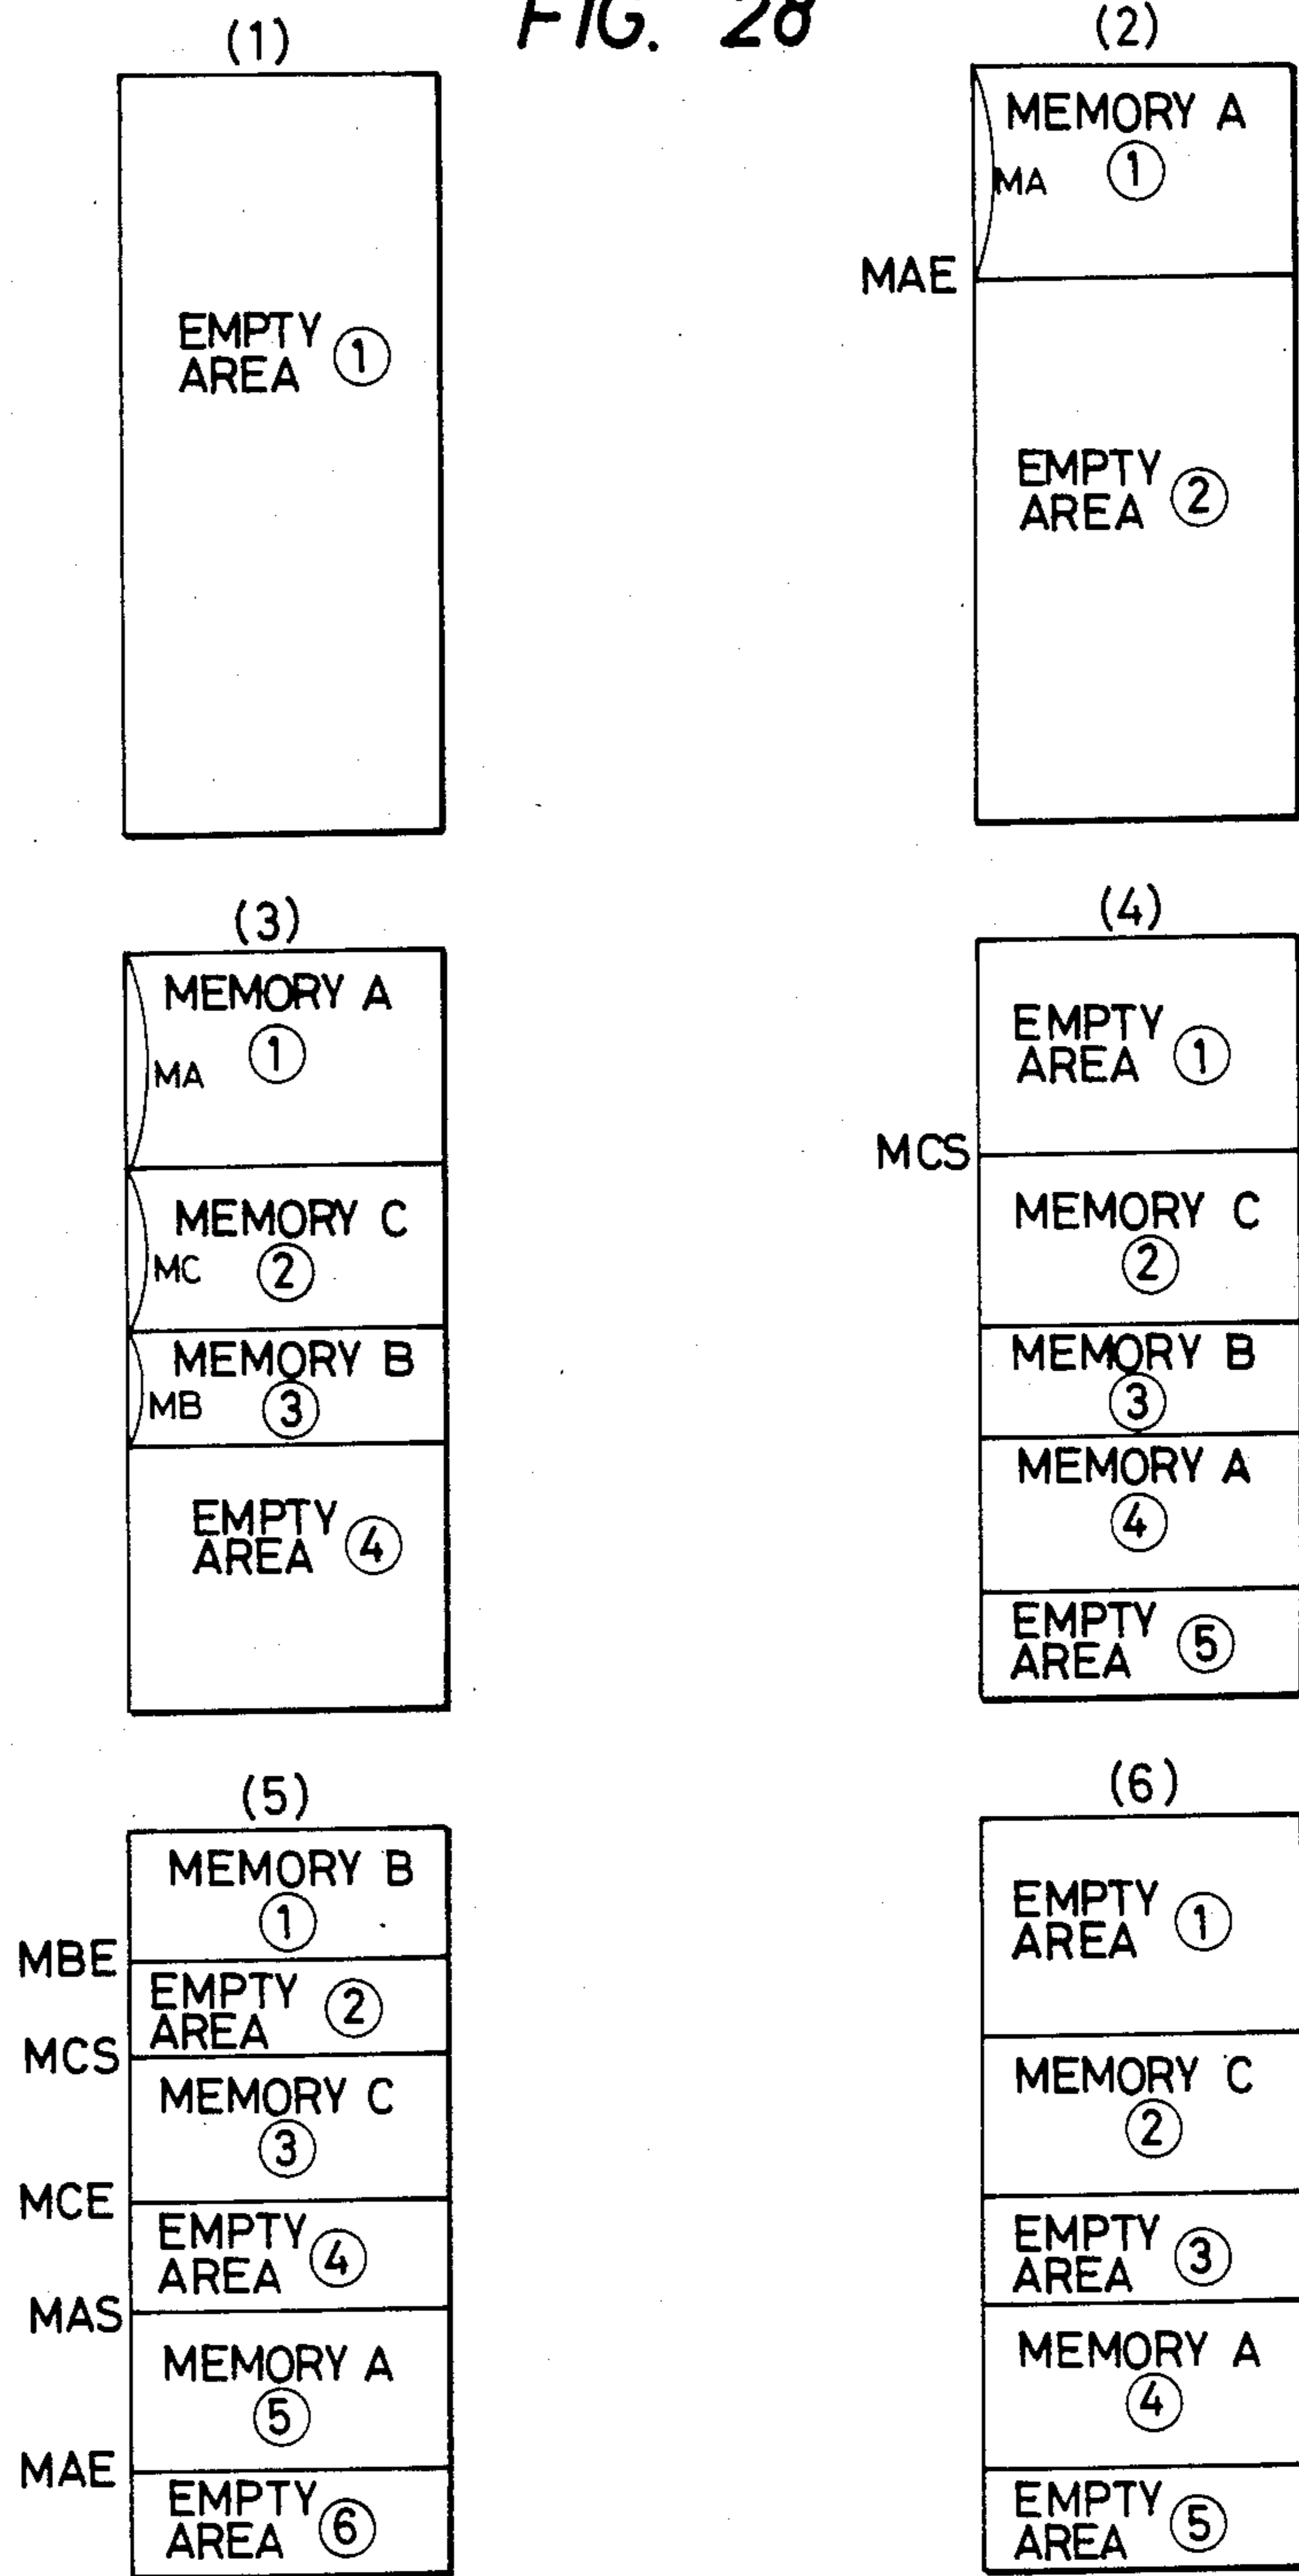 FIG. 28
(1)
EMPTY
AREA ①
(2)
MEMORY A
①
MA
MAE
EMPTY
AREA ②
(3)
MEMORY A
①
MA
MEMORY C
②
MC
MEMORY B
③
MB
EMPTY
AREA ④
(4)
EMPTY
AREA ①
MCS
MEMORY C
②
MEMORY B
③
MEMORY A
④
EMPTY
AREA ⑤
(5)
MEMORY B
①
MBE
EMPTY
AREA ②
MCS
MEMORY C
③
MCE
EMPTY
AREA ④
MAS
MEMORY A
⑤
MAE
EMPTY
AREA ⑥
(6)
EMPTY
AREA ①
MEMORY C
②
EMPTY
AREA ③
MEMORY A
④
EMPTY
AREA ⑤